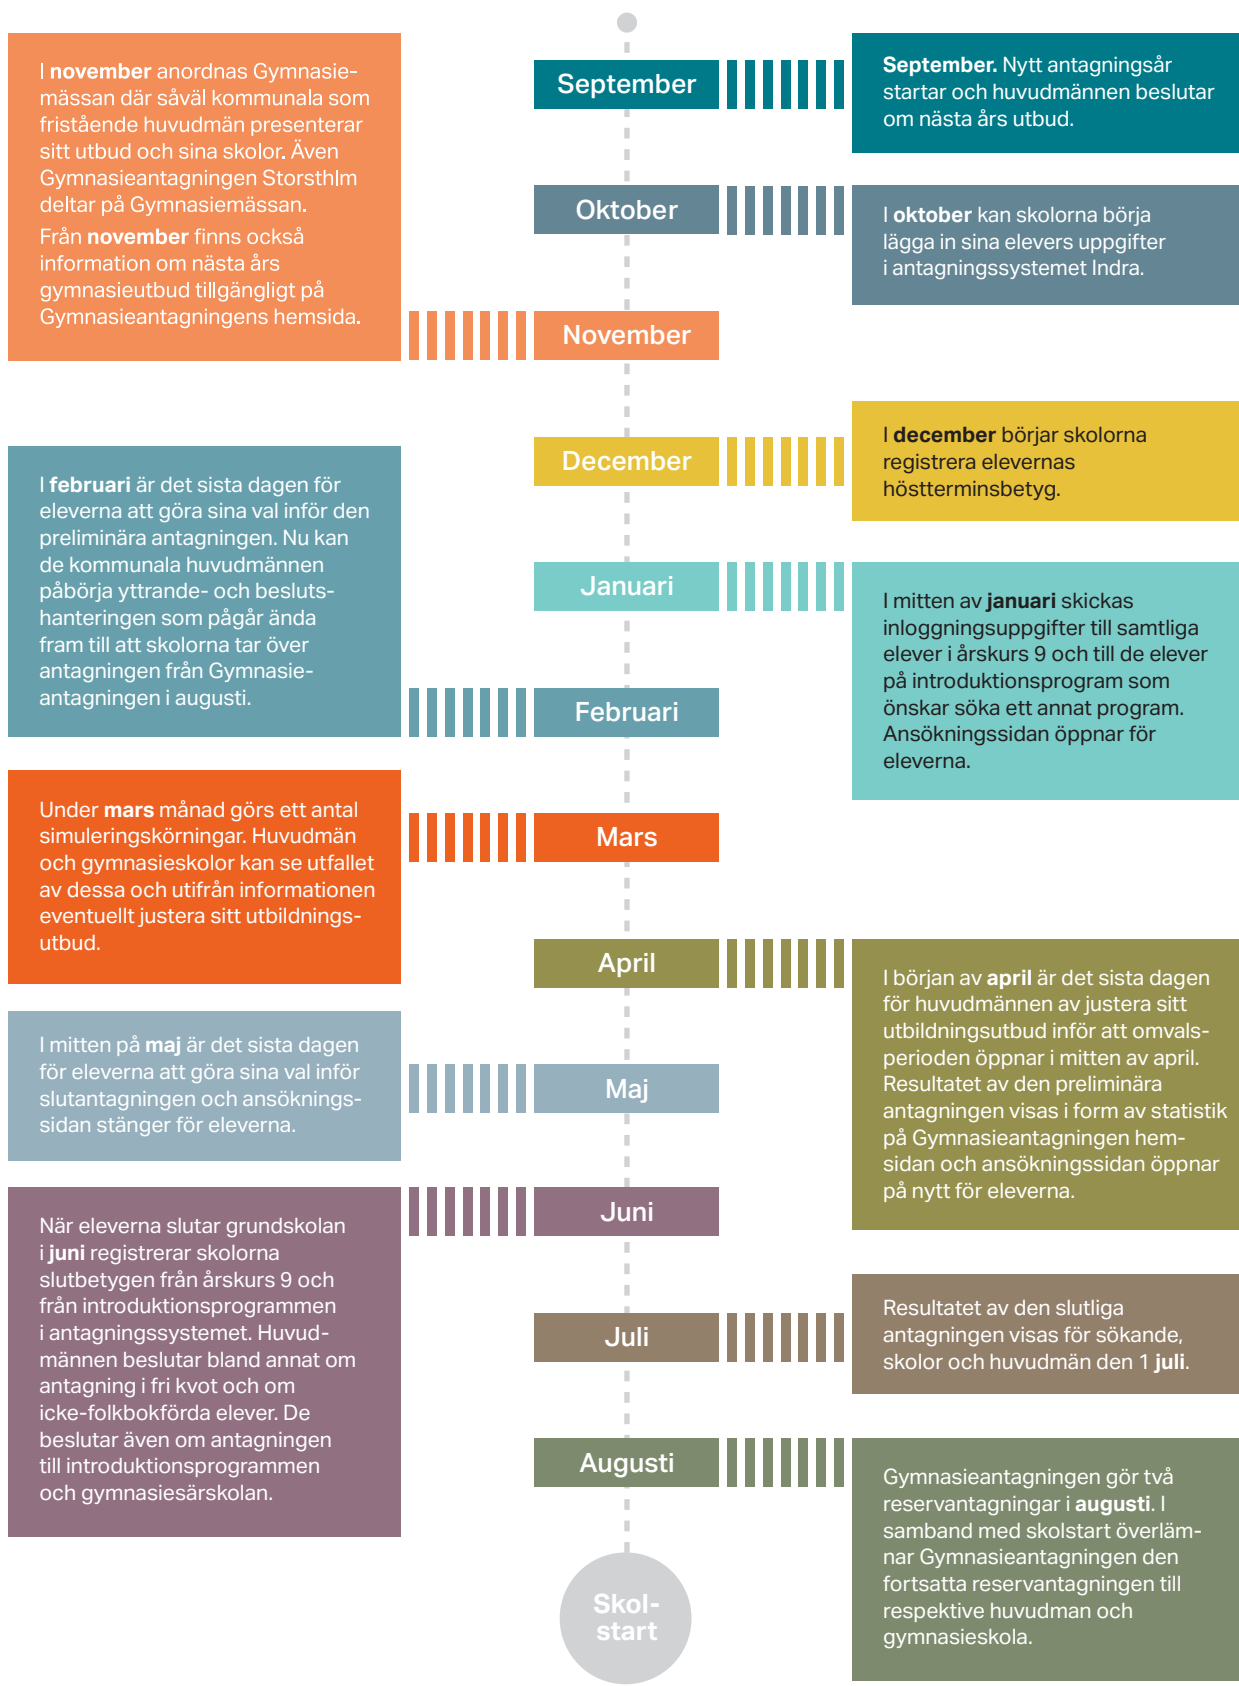 September
September. Nytt antagningsår
startar och huvudmännen beslutar
om nästa års utbud.
Oktober
I oktober kan skolorna börja
lägga in sina elevers uppgifter
i antagningssystemet Indra.
I november anordnas Gymnasie-
mässan där såväl kommunala som
fristående huvudmän presenterar
sitt utbud och sina skolor. Även
Gymnasieantagningen Storsthlm
deltar på Gymnasiemässan.
Från november finns också
information om nästa års
gymnasieutbud tillgängligt på
Gymnasieantagningens hemsida.
November
December
I december börjar skolorna
registrera elevernas
höstterminsbetyg.
Januari
I mitten av januari skickas
inloggningsuppgifter till samtliga
elever i årskurs 9 och till de elever
på introduktionsprogram som
önskar söka ett annat program.
Ansökningssidan öppnar för
eleverna.
I februari är det sista dagen för
eleverna att göra sina val inför den
preliminära antagningen. Nu kan
de kommunala huvudmännen
påbörja yttrande- och besluts-
hanteringen som pågår ända
fram till att skolorna tar över
antagningen från Gymnasie-
antagningen i augusti.
Februari
Under mars månad görs ett antal
simuleringskörningar. Huvudmän
och gymnasieskolor kan se utfallet
av dessa och utifrån informationen
eventuellt justera sitt utbildnings-
utbud.
Mars
April
I början av april är det sista dagen
för huvudmännen av justera sitt
utbildningsutbud inför att omvals-
perioden öppnar i mitten av april.
Resultatet av den preliminära
antagningen visas i form av statistik
på Gymnasieantagningen hem-
sidan och ansökningssidan öppnar
på nytt för eleverna.
I mitten på maj är det sista dagen
för eleverna att göra sina val inför
slutantagningen och ansöknings-
sidan stänger för eleverna.
Maj
När eleverna slutar grundskolan
i juni registrerar skolorna
slutbetygen från årskurs 9 och
från introduktionsprogrammen
i antagningssystemet. Huvud-
männen beslutar bland annat om
antagning i fri kvot och om
icke-folkbokförda elever. De
beslutar även om antagningen
till introduktionsprogrammen
och gymnasiesärskolan.
Juni
Juli
Resultatet av den slutliga
antagningen visas för sökande,
skolor och huvudmän den 1 juli.
Augusti
Gymnasieantagningen gör två
reservantagningar i augusti. I
samband med skolstart överläm-
nar Gymnasieantagningen den
fortsatta reservantagningen till
respektive huvudman och
gymnasieskola.
Skol-
start